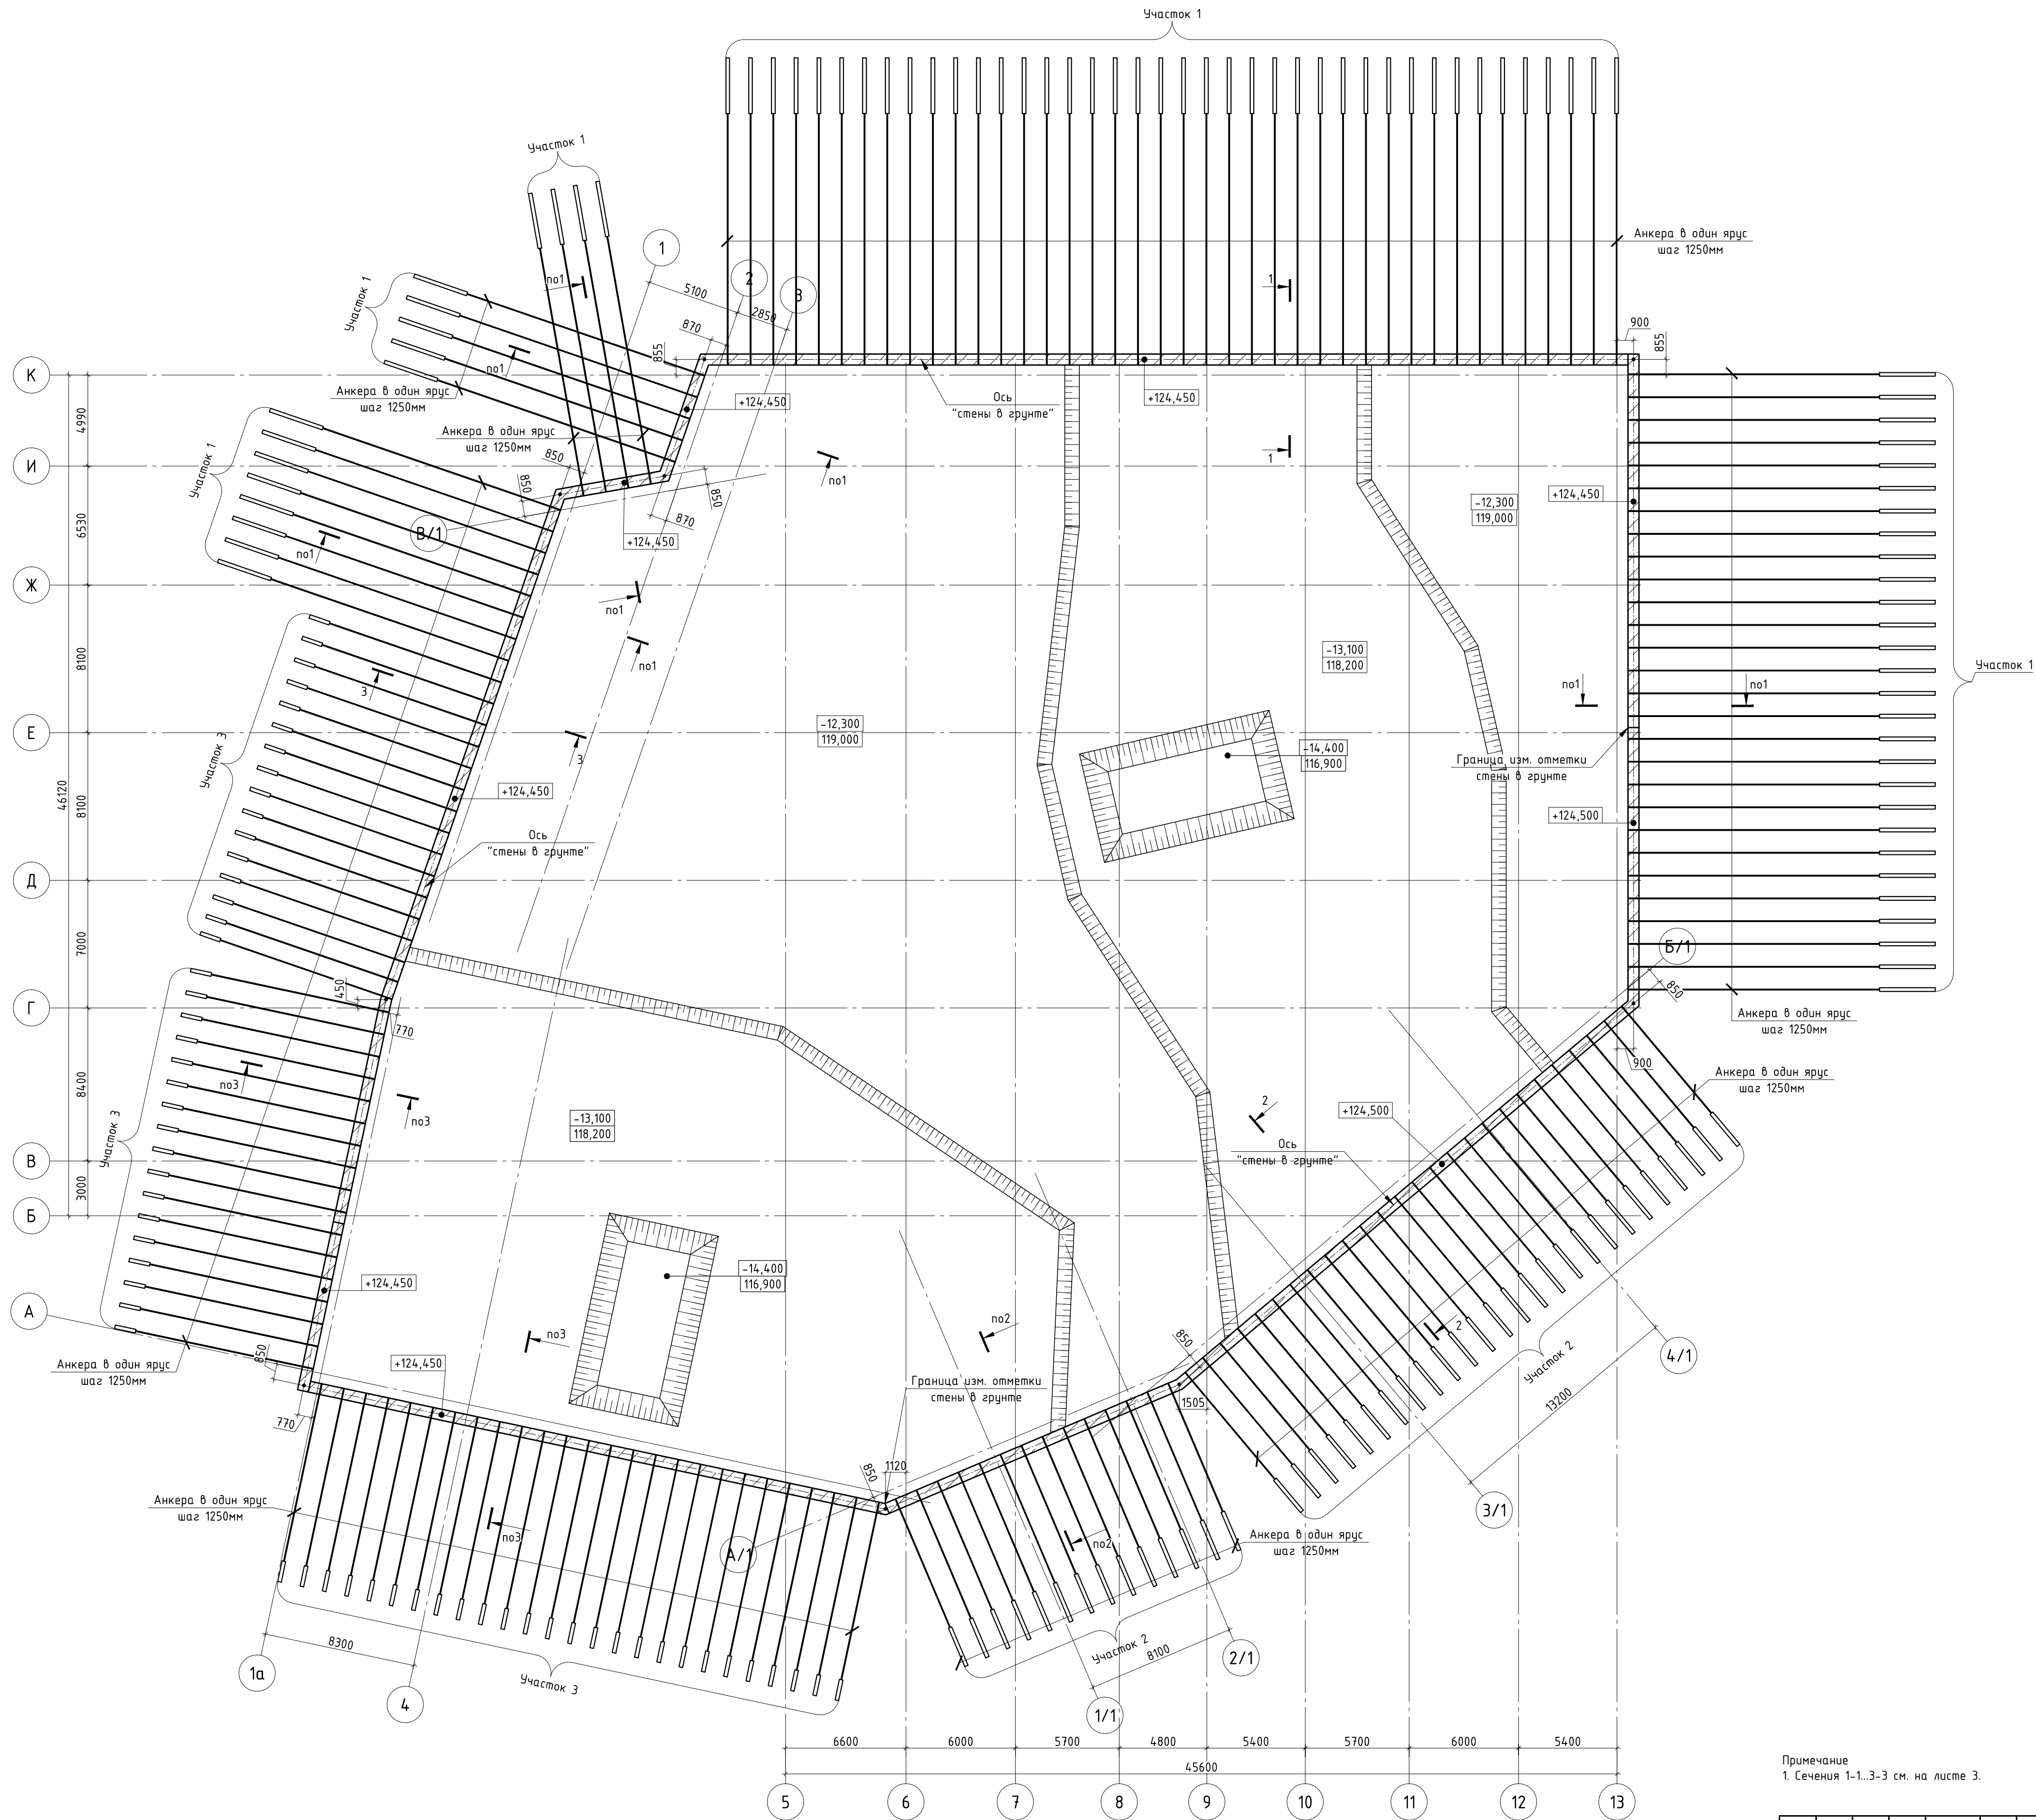 Участок 1
Участок 1
1
2
3
5100
2850
Участок 1
по1
870
855
Анкера в один ярус
шаг 1250мм
1
900
855
К
по1
Анкера в один ярус
шаг 1250мм
+124,450
Ось
"стены в грунте"
+124,450
4990
Анкера в один ярус
шаг 1250мм
850
И
1
по1
Участок 1
850
850
870
-12,300
119,000
+124,450
6530
В/1
+124,450
по1
Ж
по1
по1
8100
3
-13,100
118,200
Участок 1
по1
по1
Е
-12,300
119,000
3
-14,400
116,900
Граница изм. отметки
стены в грунте
Участок 3
46120
8100
+124,450
+124,500
Ось
"стены в грунте"
Д
7000
Б/1
850
450
Г
770
Анкера в один ярус
шаг 1250мм
900
8400
по3
по3
Участок 3
-13,100
118,200
2
+124,500
Анкера в один ярус
шаг 1250мм
Ось
"стены в грунте"
В
3000
Б
-14,400
116,900
+124,450
А
по3
по2
2
850
850
4/1
Анкера в один ярус
шаг 1250мм
+124,450
Граница изм. отметки
стены в грунте
Участок 2
13200
770
1505
850
1120
Анкера в один ярус
шаг 1250мм
3/1
по3
А/1
по2
Анкера в один ярус
шаг 1250мм
8300
Участок 3
Участок 2
8100
2/1
1а
4
1/1
6600
6000
5700
4800
5400
5700
6000
5400
45600
Примечание
1. Сечения 1-1...3-3 см. на листе 3.
5
6
7
8
9
10
11
12
13